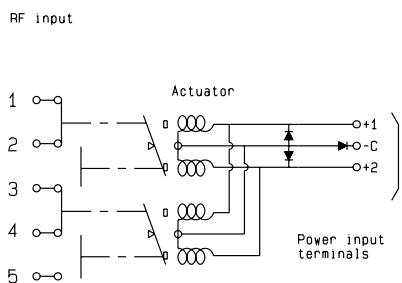 RF input
Actuator
1
+1
2
-C
+2
3
4
Power input
terminals
5